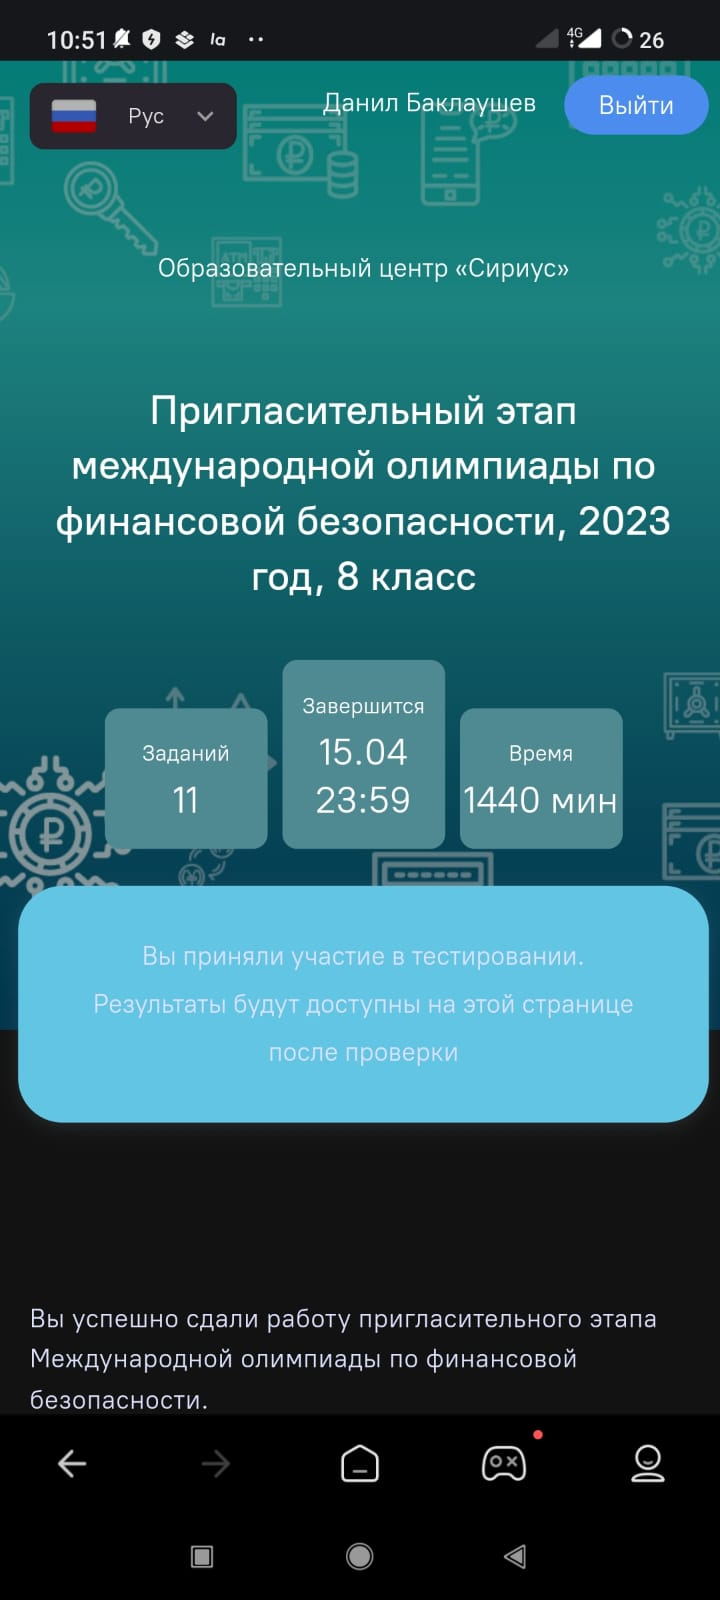 10:51
4G
26
Рус
Данил Баклаушев
Выйти
Образовательный центр «Сириус»
Пригласительный этап
международной олимпиады по
финансовой безопасности, 2023
год, 8 класс
Заданий
11
Завершится
15.04
23:59
Время
1440 мин
Вы приняли участие в тестировании.
Результаты будут доступны на этой странице
после проверки
Вы успешно сдали работу пригласительного этапа
Международной олимпиады по финансовой
безопасности.